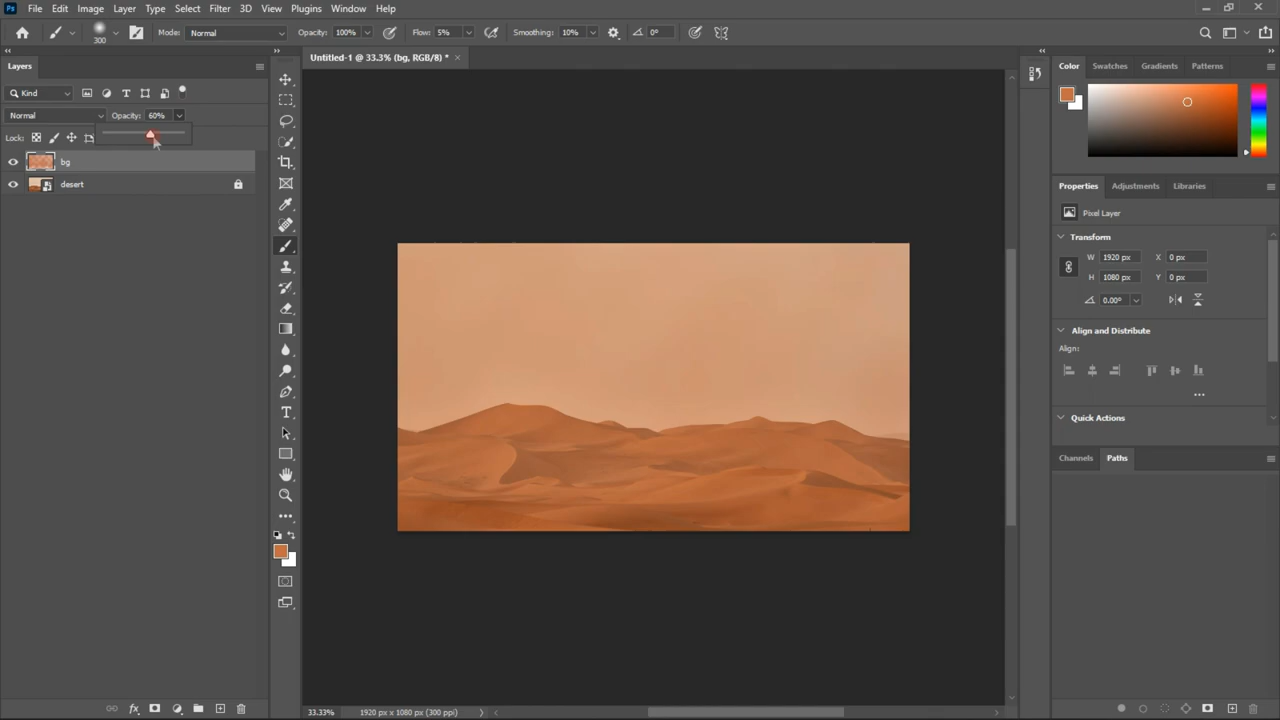 Ps File Edit Image Layer Type Select Filter 3D View Plugins Window Help
300 Mode: Normal Opacity: 100% Flow: 5% Smoothing: 10% 0°
Layers
Untitled-1 @ 33.3% (bg, RGB/8) *
Color Swatches Gradients Patterns
Kind
Normal Opacity: 60%
Lock:
bg
desert
Properties Adjustments Libraries
Pixel Layer
Transform
W 1920 px X 0 px
H 1080 px Y 0 px
0.00°
Align and Distribute
Align:
Quick Actions
Channels Paths
33.33% 1920 px x 1080 px (300 ppi)